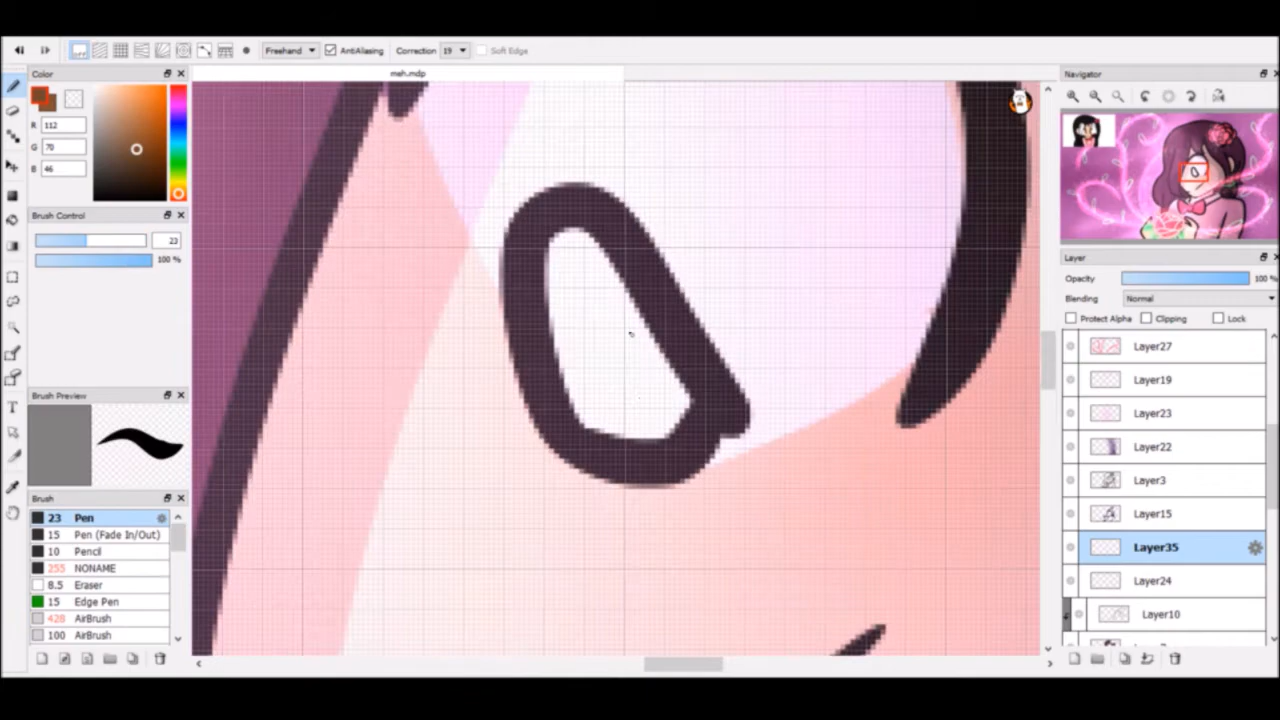 Freehand
AntiAliasing
Correction 19
Soft Edge
Color
meh.mdp
Navigator
R 112
G 70
B 46
Brush Control
23
100 %
Layer
Opacity 100 %
Blending Normal
Protect Alpha Clipping Lock
Layer27
Layer19
Layer23
Layer22
Layer3
Layer15
Layer35
Layer24
Layer10
Brush Preview
Brush
23 Pen
15 Pen (Fade In/Out)
10 Pencil
255 NONAME
8.5 Eraser
15 Edge Pen
428 AirBrush
100 AirBrush